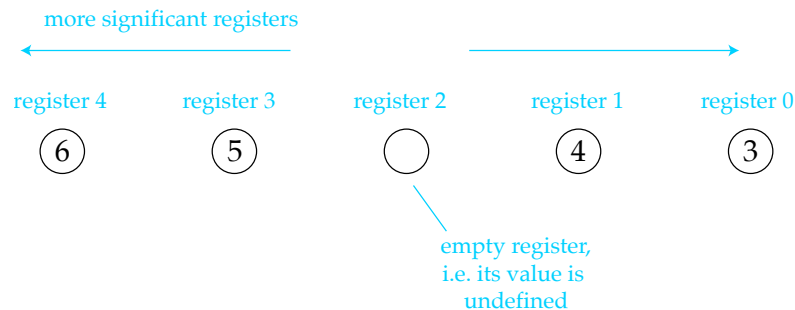 more significant registers
register 4 register 3 register 2 register 1 register 0
6 5 4 3
empty register,
i.e. its value is
undefined